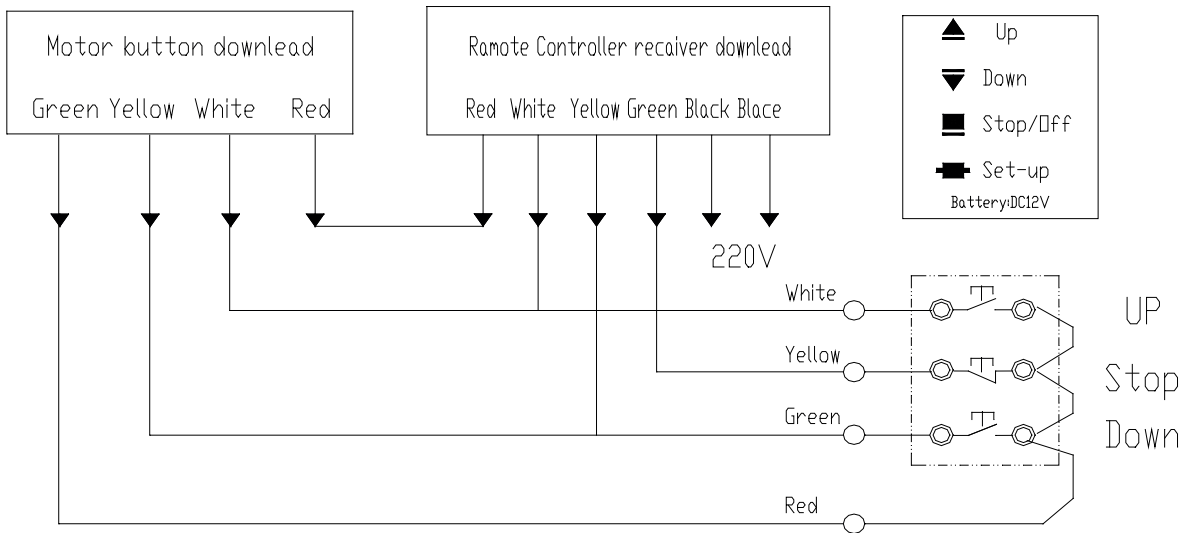 Motor button downlead
Green Yellow White Red
Ramote Controller recaiver downlead
Red White Yellow Green Black Blace
Up
Down
Stop/Off
Set-up
Battery:DC12V
220V
White
UP
Yellow
Stop
Green
Down
Red